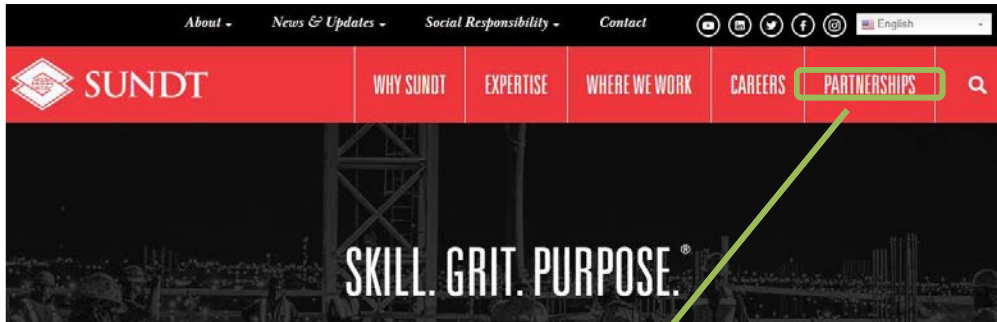 About News & Updates Social Responsibility Contact English
SUNDT WHY SUNDT EXPERTISE WHERE WE WORK CAREERS PARTNERSHIPS
SKILL. GRIT. PURPOSE.®